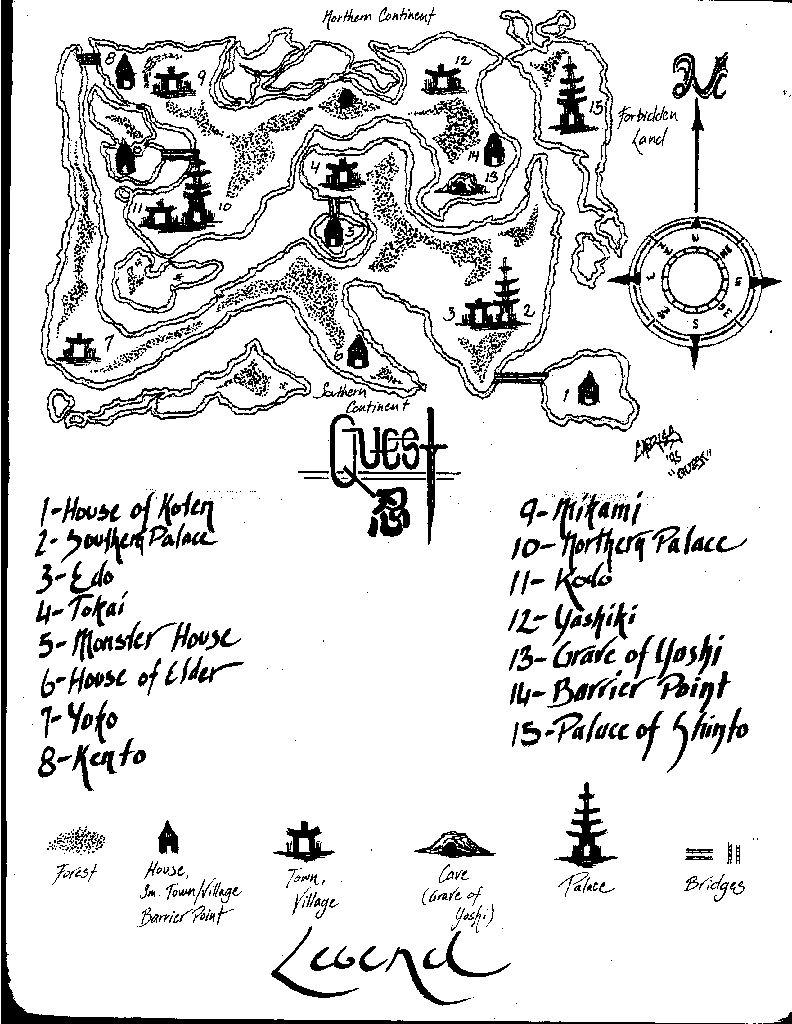 Northern Continent
8
9
12
15
Forbidden
Land
14
13
4
11
10
5
3
2
7
6
1
S
Southern
Continent
Quest
忍
'95
"QUEST"
1-House of Koten
2-Southern Palace
3-Edo
4-Tokai
5-Monster House
6-House of Elder
7-Yoko
8-Kento
9-Mikami
10-Northern Palace
11-Kodo
12-Yashiki
13-Grave of Yoshi
14-Barrier Point
15-Palace of Shinto
Forest
House,
Sm. Town/Village
Barrier Point
Town,
Village
Cave
(Grave of
Yoshi)
Palace
Bridges
Legend